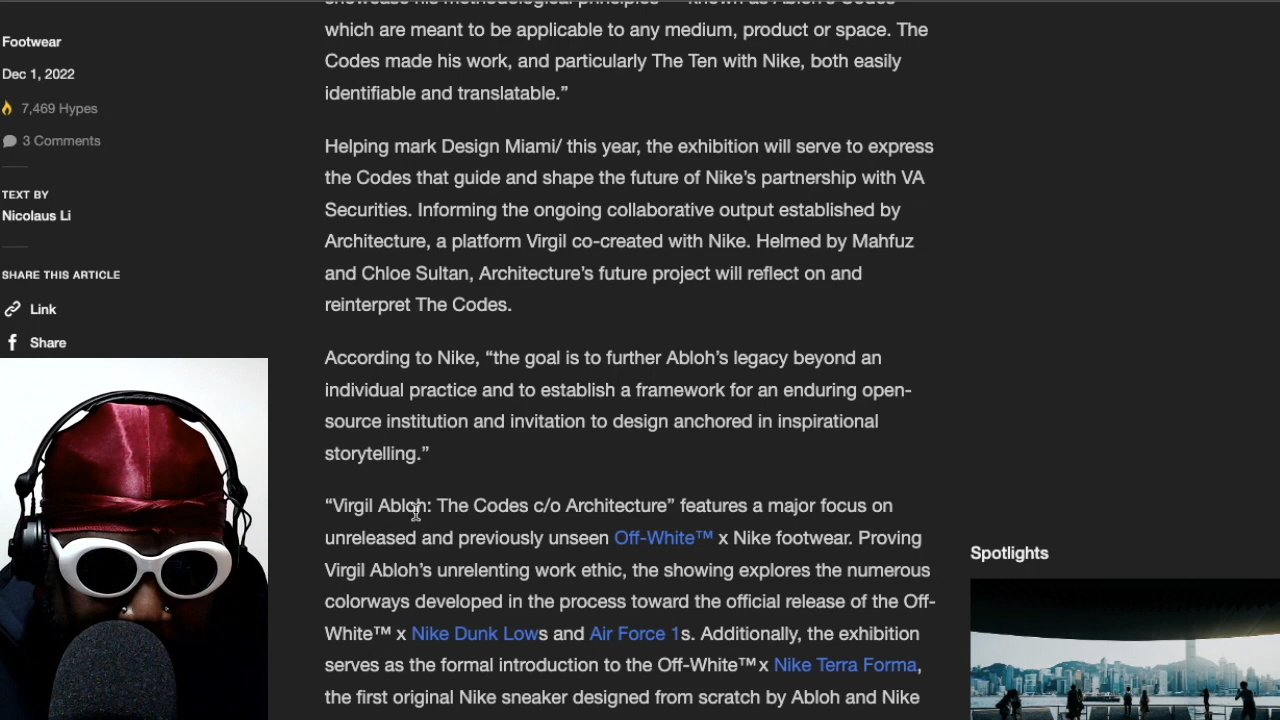 Footwear
Dec 1, 2022
7,469 Hypes
3 Comments
TEXT BY
Nicolaus Li
SHARE THIS ARTICLE
Link
Share
which are meant to be applicable to any medium, product or space. The
Codes made his work, and particularly The Ten with Nike, both easily
identifiable and translatable.”
Helping mark Design Miami/ this year, the exhibition will serve to express
the Codes that guide and shape the future of Nike’s partnership with VA
Securities. Informing the ongoing collaborative output established by
Architecture, a platform Virgil co-created with Nike. Helmed by Mahfuz
and Chloe Sultan, Architecture’s future project will reflect on and
reinterpret The Codes.
According to Nike, “the goal is to further Abloh’s legacy beyond an
individual practice and to establish a framework for an enduring open-
source institution and invitation to design anchored in inspirational
storytelling.”
“Virgil Abloh: The Codes c/o Architecture” features a major focus on
unreleased and previously unseen Off-White™ x Nike footwear. Proving
Virgil Abloh’s unrelenting work ethic, the showing explores the numerous
colorways developed in the process toward the official release of the Off-
White™ x Nike Dunk Lows and Air Force 1s. Additionally, the exhibition
serves as the formal introduction to the Off-White™ x Nike Terra Forma,
the first original Nike sneaker designed from scratch by Abloh and Nike
Spotlights